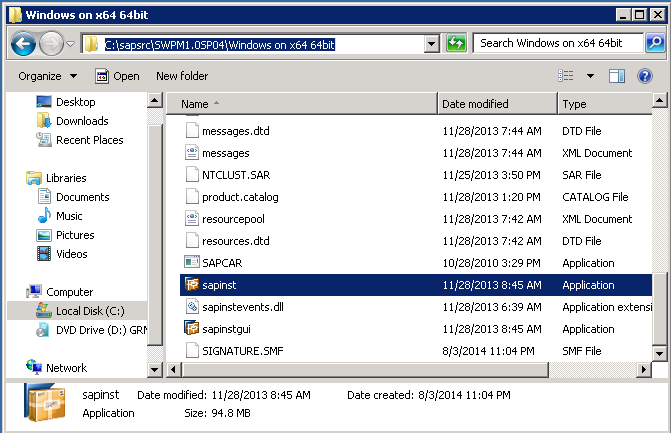 Windows on x64 64bit
C:\sapsrc\SWPM1.0SP04\Windows on x64 64bit
Search Windows on x64 64bit
Organize Open New folder
Desktop
Downloads
Recent Places
Libraries
Documents
Music
Pictures
Videos
Computer
Local Disk (C:)
DVD Drive (D:) GRM
Network
Name Date modified Type
messages.dtd 11/28/2013 7:44 AM DTD File
messages 11/28/2013 7:44 AM XML Document
NTCLUST.SAR 11/25/2013 3:50 PM SAR File
product.catalog 11/28/2013 1:20 PM CATALOG File
resourcepool 11/28/2013 7:42 AM XML Document
resources.dtd 11/28/2013 7:42 AM DTD File
SAPCAR 10/28/2010 3:29 PM Application
sapinst 11/28/2013 8:45 AM Application
sapinstevents.dll 11/28/2013 6:39 AM Application extensi
sapinstgui 11/28/2013 8:45 AM Application
SIGNATURE.SMF 8/3/2014 11:04 PM SMF File
sapinst Date modified: 11/28/2013 8:45 AM Date created: 8/3/2014 11:04 PM
Application Size: 94.8 MB